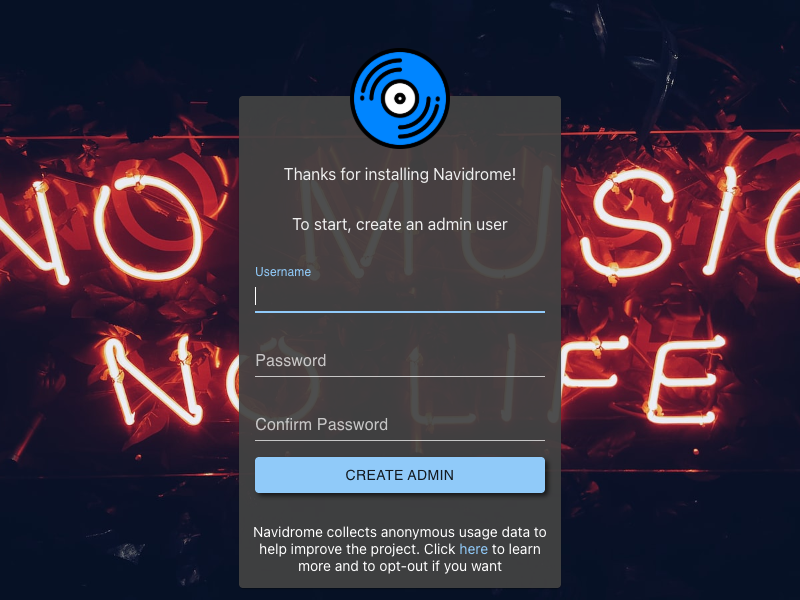 Thanks for installing Navidrome!
To start, create an admin user
NO MUSIC
Username
Password
NO LIFE
Confirm Password
CREATE ADMIN
Navidrome collects anonymous usage data to
help improve the project. Click here to learn
more and to opt-out if you want